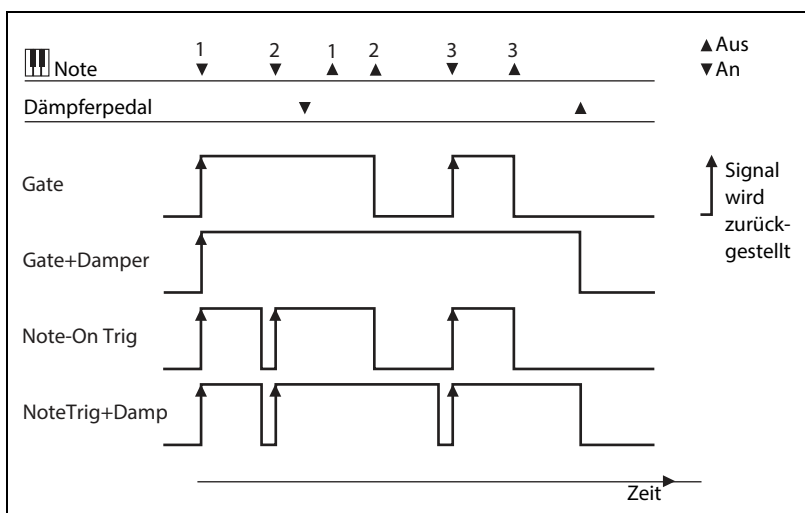 1 2 1 2 3 3
▲Aus
Note
▼An
Dämpferpedal
Gate
Signal
wird
zurück-
gestellt
Gate+Damper
Note-On Trig
NoteTrig+Damp
Zeit